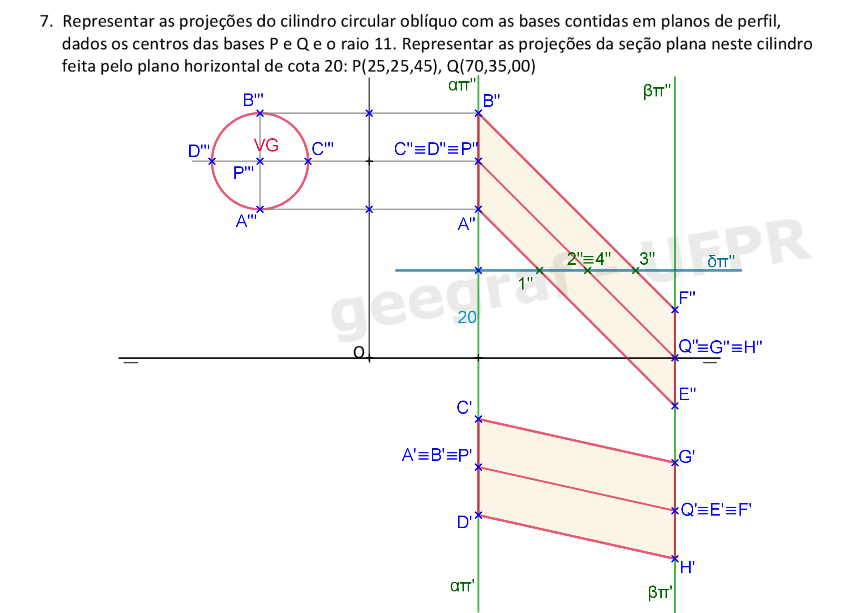 7. Representar as projeções do cilindro circular oblíquo com as bases contidas em planos de perfil,
dados os centros das bases P e Q e o raio 11. Representar as projeções da seção plana neste cilindro
feita pelo plano horizontal de cota 20: P(25,25,45), Q(70,35,00)
απ"
βπ"
B'"
B"
D'"
VG
C'"
C"≡D"≡P"
P'"
A'"
A"
2"≡4"
3"
δπ"
1"
geegraf - UFPR
F"
20
O
Q"≡G"≡H"
E"
C'
A'≡B'≡P'
G'
D'
Q'≡E'≡F'
H'
απ'
βπ'